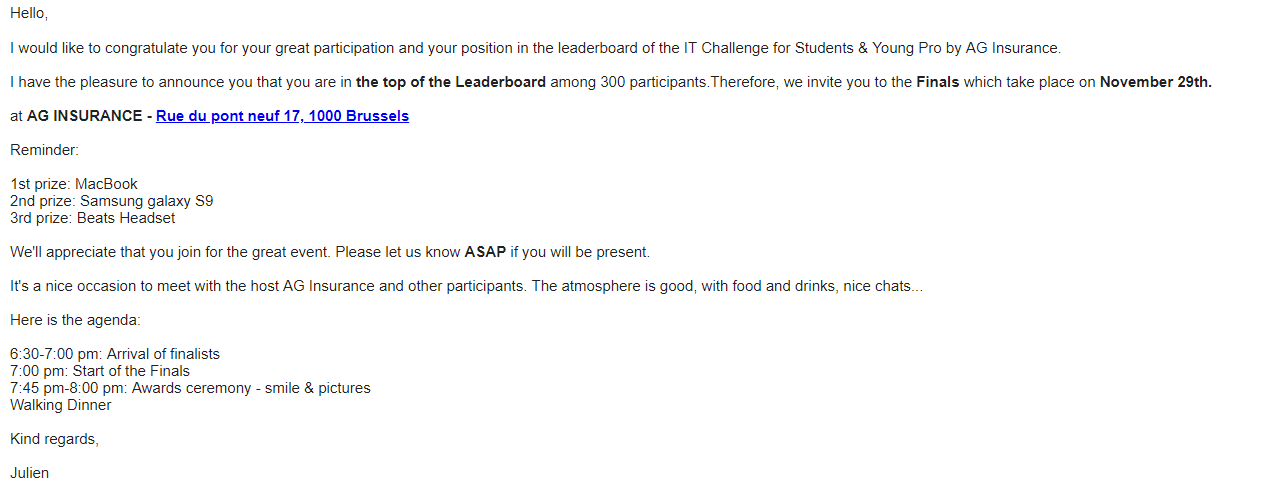 Hello,
I would like to congratulate you for your great participation and your position in the leaderboard of the IT Challenge for Students & Young Pro by AG Insurance.
I have the pleasure to announce you that you are in the top of the Leaderboard among 300 participants.Therefore, we invite you to the Finals which take place on November 29th.
at AG INSURANCE - Rue du pont neuf 17, 1000 Brussels
Reminder:
1st prize: MacBook
2nd prize: Samsung galaxy S9
3rd prize: Beats Headset
We'll appreciate that you join for the great event. Please let us know ASAP if you will be present.
It's a nice occasion to meet with the host AG Insurance and other participants. The atmosphere is good, with food and drinks, nice chats...
Here is the agenda:
6:30-7:00 pm: Arrival of finalists
7:00 pm: Start of the Finals
7:45 pm-8:00 pm: Awards ceremony - smile & pictures
Walking Dinner
Kind regards,
Julien